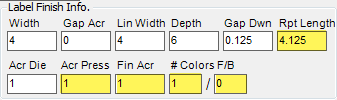 Label Finish Info.
Width Gap Acr Lin Width Depth Gap Dwn Rpt Length
4 0 4 6 0.125 4.125
Acr Die Acr Press Fin Acr # Colors F/B
1 1 1 1 / 0